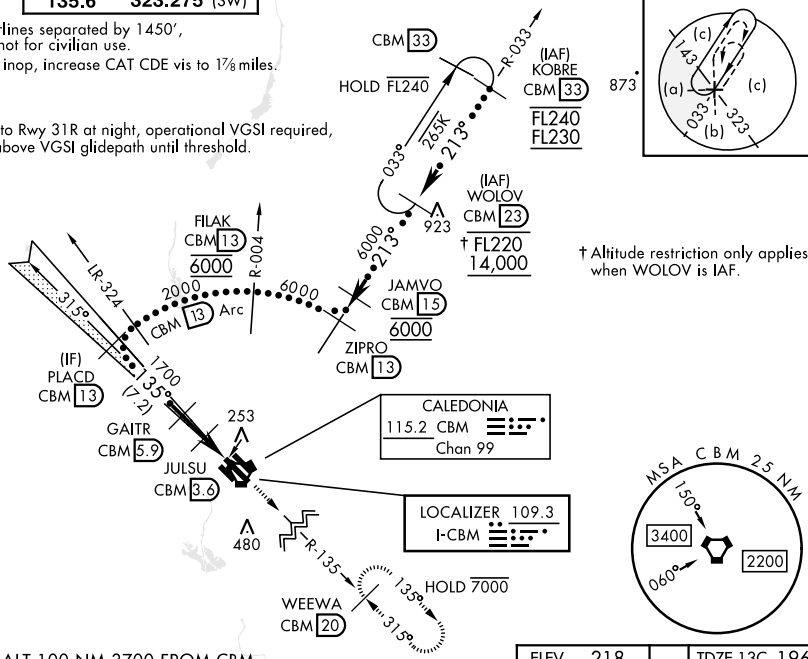 135.6 323.275 (SW)
rlines separated by 1450′,
not for civilian use.
inop, increase CAT CDE vis to 1⅞ miles.
to Rwy 31R at night, operational VGSI required,
above VGSI glidepath until threshold.
CBM 33
R-033
HOLD FL240
(IAF)
KOBRE
CBM 33
FL240
FL230
033°
265K
213°
873
(c)
143
(a)
(c)
033
323
(b)
(IAF)
WOLOV
CBM 23
† FL220
14,000
923
6000
213°
† Altitude restriction only applies
when WOLOV is IAF.
FILAK
CBM 13
6000
R-004
LR-324
2000
6000
CBM 13 Arc
JAMVO
CBM 15
6000
ZIPRO
CBM 13
315°
(IF)
PLACD
CBM 13
1700
135°
(7.2)
GAITR
CBM 5.9
253
JULSU
CBM 3.6
CALEDONIA
115.2 CBM
Chan 99
LOCALIZER 109.3
I-CBM
480
R-135
HOLD 7000
135°
315°
WEEWA
CBM 20
MSA CBM 25 NM
150°
3400
2200
060°
ALT 100 NM 3700 FROM CBM
ELEV 218
TDZE 13C 196